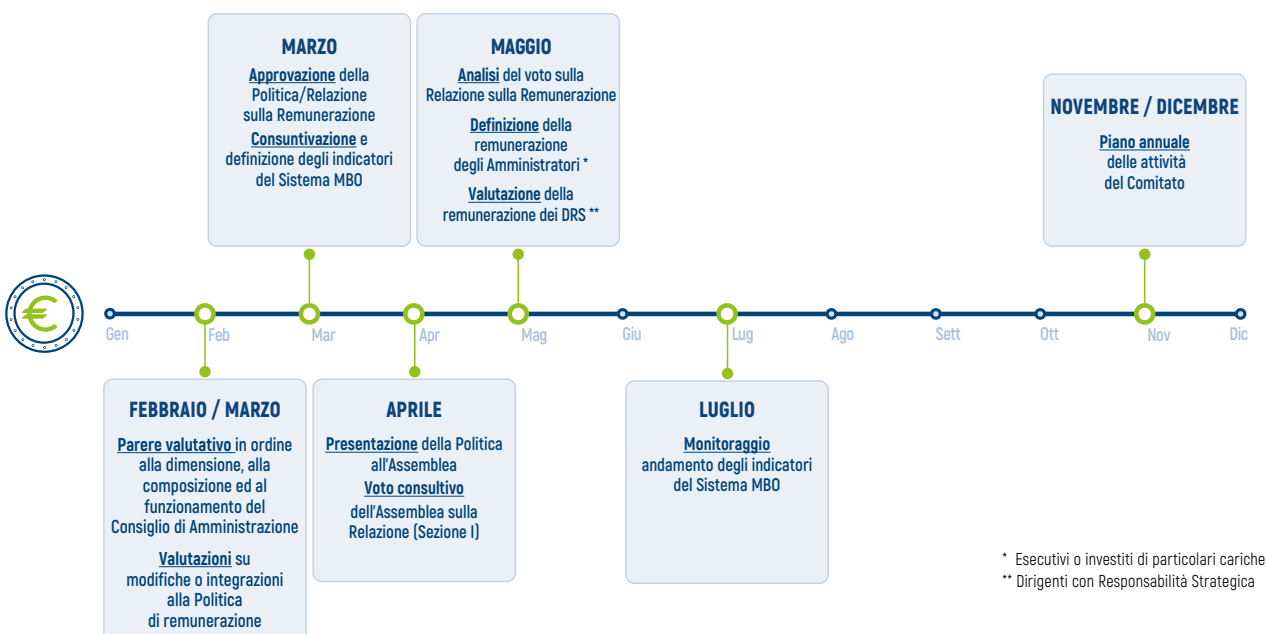 MARZO
Approvazione della
Politica/Relazione
sulla Remunerazione
Consuntivazione e
definizione degli indicatori
del Sistema MBO
MAGGIO
Analisi del voto sulla
Relazione sulla Remunerazione
Definizione della
remunerazione
degli Amministratori *
Valutazione della
remunerazione dei DRS **
NOVEMBRE / DICEMBRE
Piano annuale
delle attività
del Comitato
Gen
Feb
Mar
Apr
Mag
Giu
Lug
Ago
Sett
Ott
Nov
Dic
FEBBRAIO / MARZO
Parere valutativo in ordine
alla dimensione, alla
composizione ed al
funzionamento del
Consiglio di Amministrazione
Valutazioni su
modifiche o integrazioni
alla Politica
di remunerazione
APRILE
Presentazione della Politica
all'Assemblea
Voto consultivo
dell'Assemblea sulla
Relazione (Sezione I)
LUGLIO
Monitoraggio
andamento degli indicatori
del Sistema MBO
* Esecutivi o investiti di particolari cariche
** Dirigenti con Responsabilità Strategica